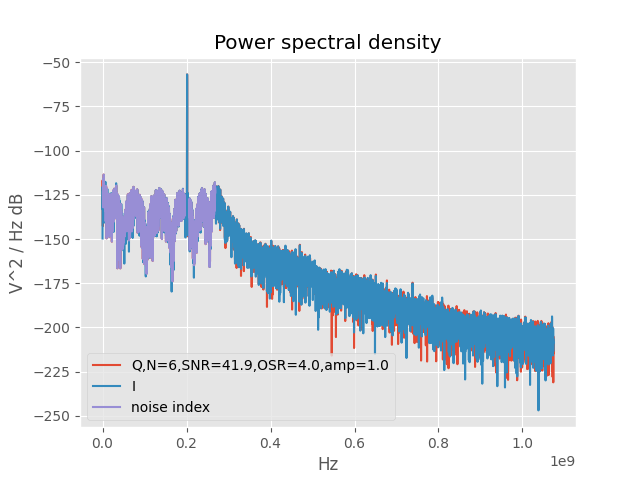 Power spectral density
−50
−75
−100
−125
−150
−175
−200
−225
−250
V^2 / Hz dB
Q,N=6,SNR=41.9,OSR=4.0,amp=1.0
I
noise index
0.0 0.2 0.4 0.6 0.8 1.0
1e9
Hz